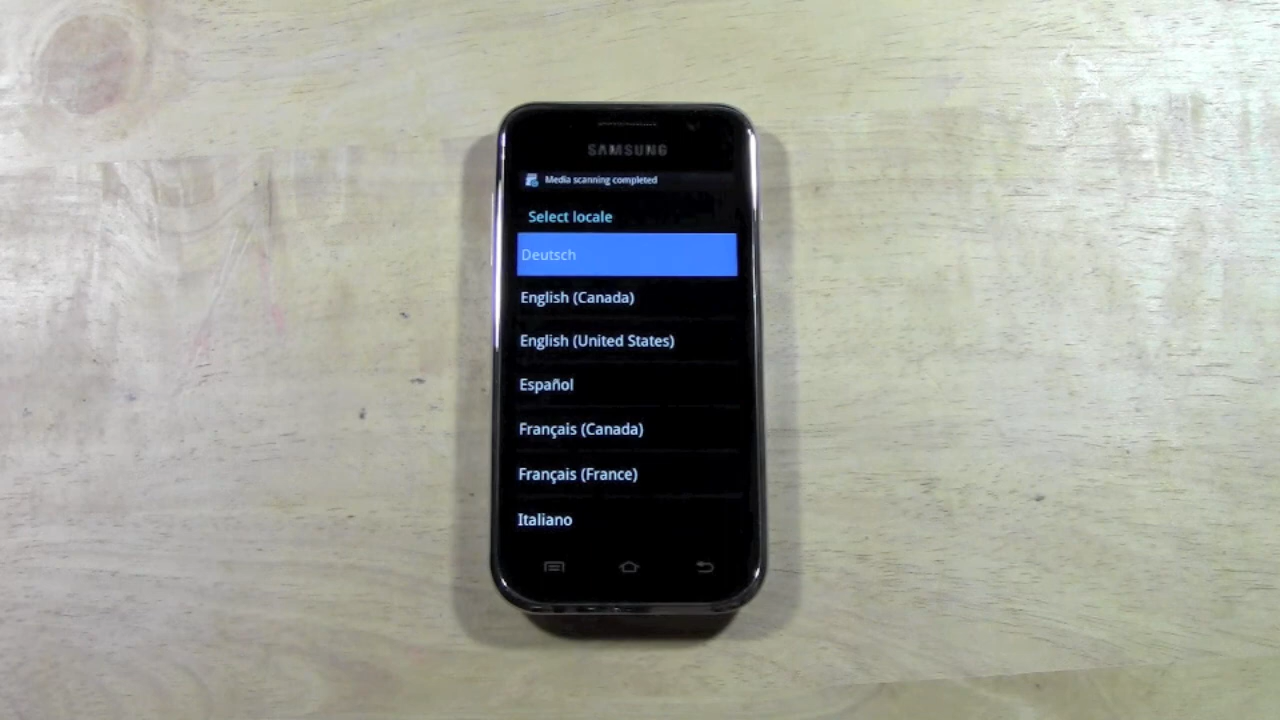 SAMSUNG
Media scanning completed
Select locale
Deutsch
English (Canada)
English (United States)
Español
Français (Canada)
Français (France)
Italiano